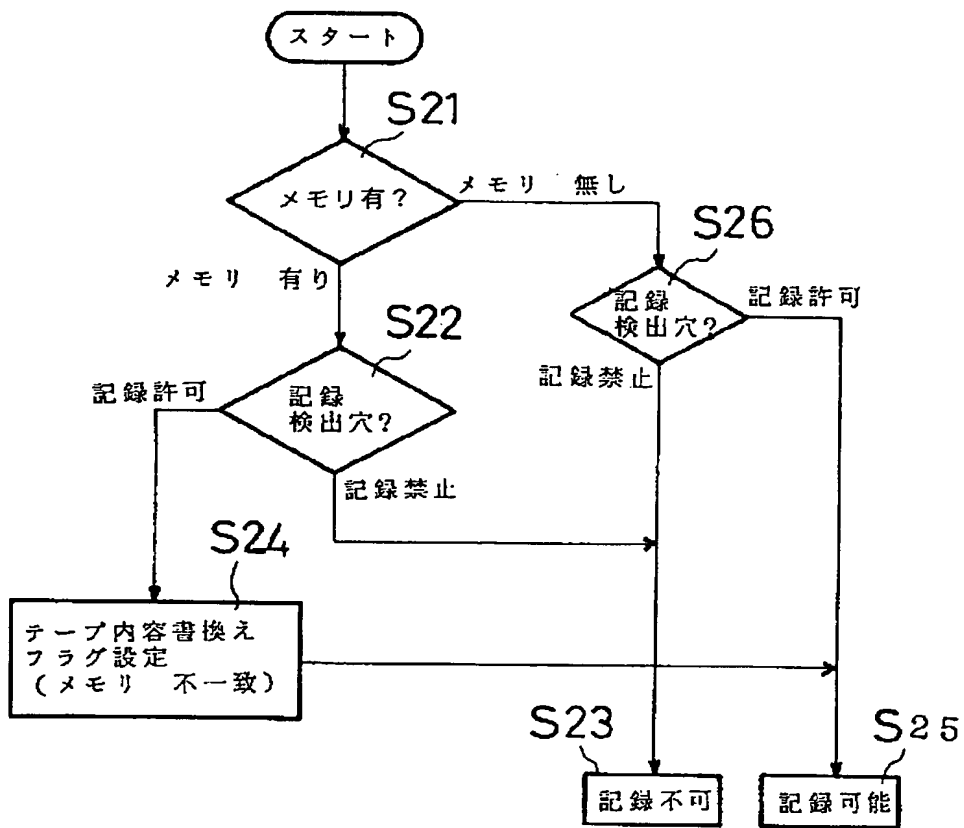 スタート
S21
メモリ有?
メモリ 無し
S26
メモリ 有り
記録
検出穴?
記録許可
S22
記録禁止
記録許可
記録
検出穴?
記録禁止
S24
テープ内容書換え
フラグ設定
(メモリ 不一致)
S23
S25
記録不可
記録可能